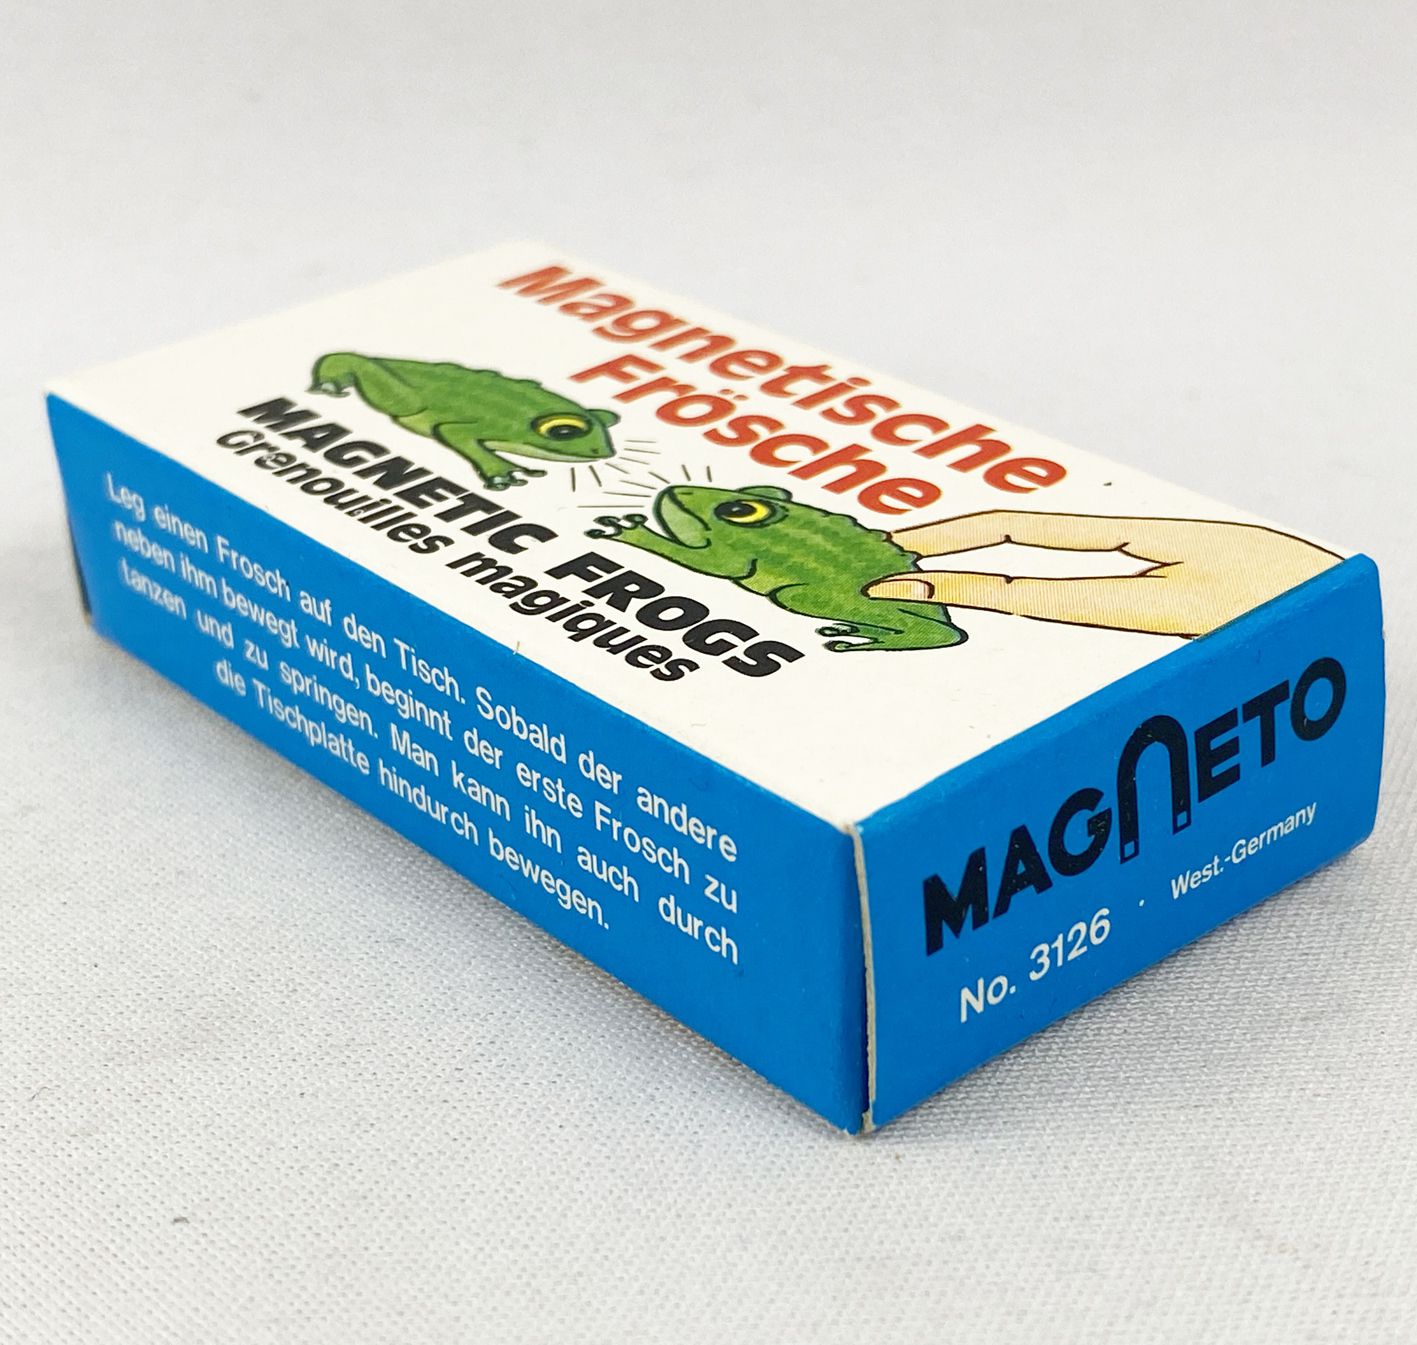 Magnetische
Frösche
MAGNETIC FROGS
Grenouilles magiques
Leg einen Frosch auf den Tisch. Sobald der andere
neben ihm bewegt wird, beginnt der erste Frosch zu
tanzen und zu springen. Man kann ihn auch durch
die Tischplatte hindurch bewegen.
MAGNETO
No. 3126 · West.-Germany